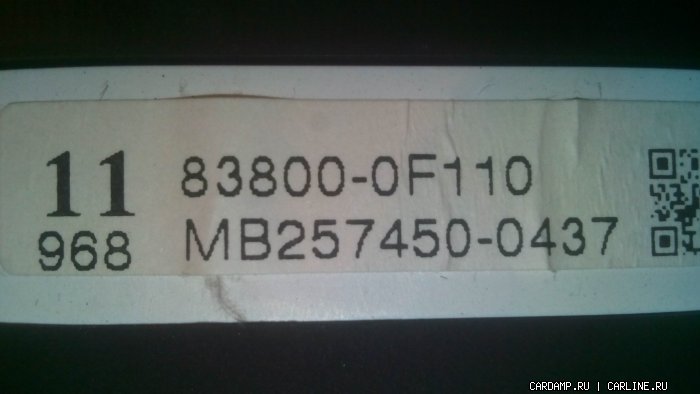 11 83800-0F110
968 MB257450-0437
CARDAMP.RU | CARLINE.RU